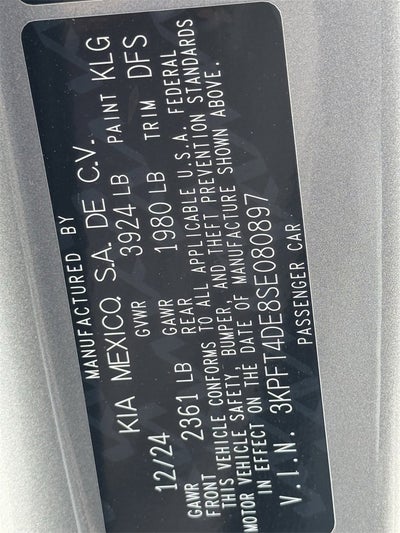 MANUFACTURED BY
KIA MEXICO, S.A. DE C.V.
12/24 GVWR 3924 LB PAINT KLG
GAWR FRONT 2361 LB GAWR REAR 1980 LB TRIM DFS
THIS VEHICLE CONFORMS TO ALL APPLICABLE U.S.A. FEDERAL
MOTOR VEHICLE SAFETY, BUMPER, AND THEFT PREVENTION STANDARDS
IN EFFECT ON THE DATE OF MANUFACTURE SHOWN ABOVE.
V.I.N. 3KPFT4DE8SE080897
PASSENGER CAR